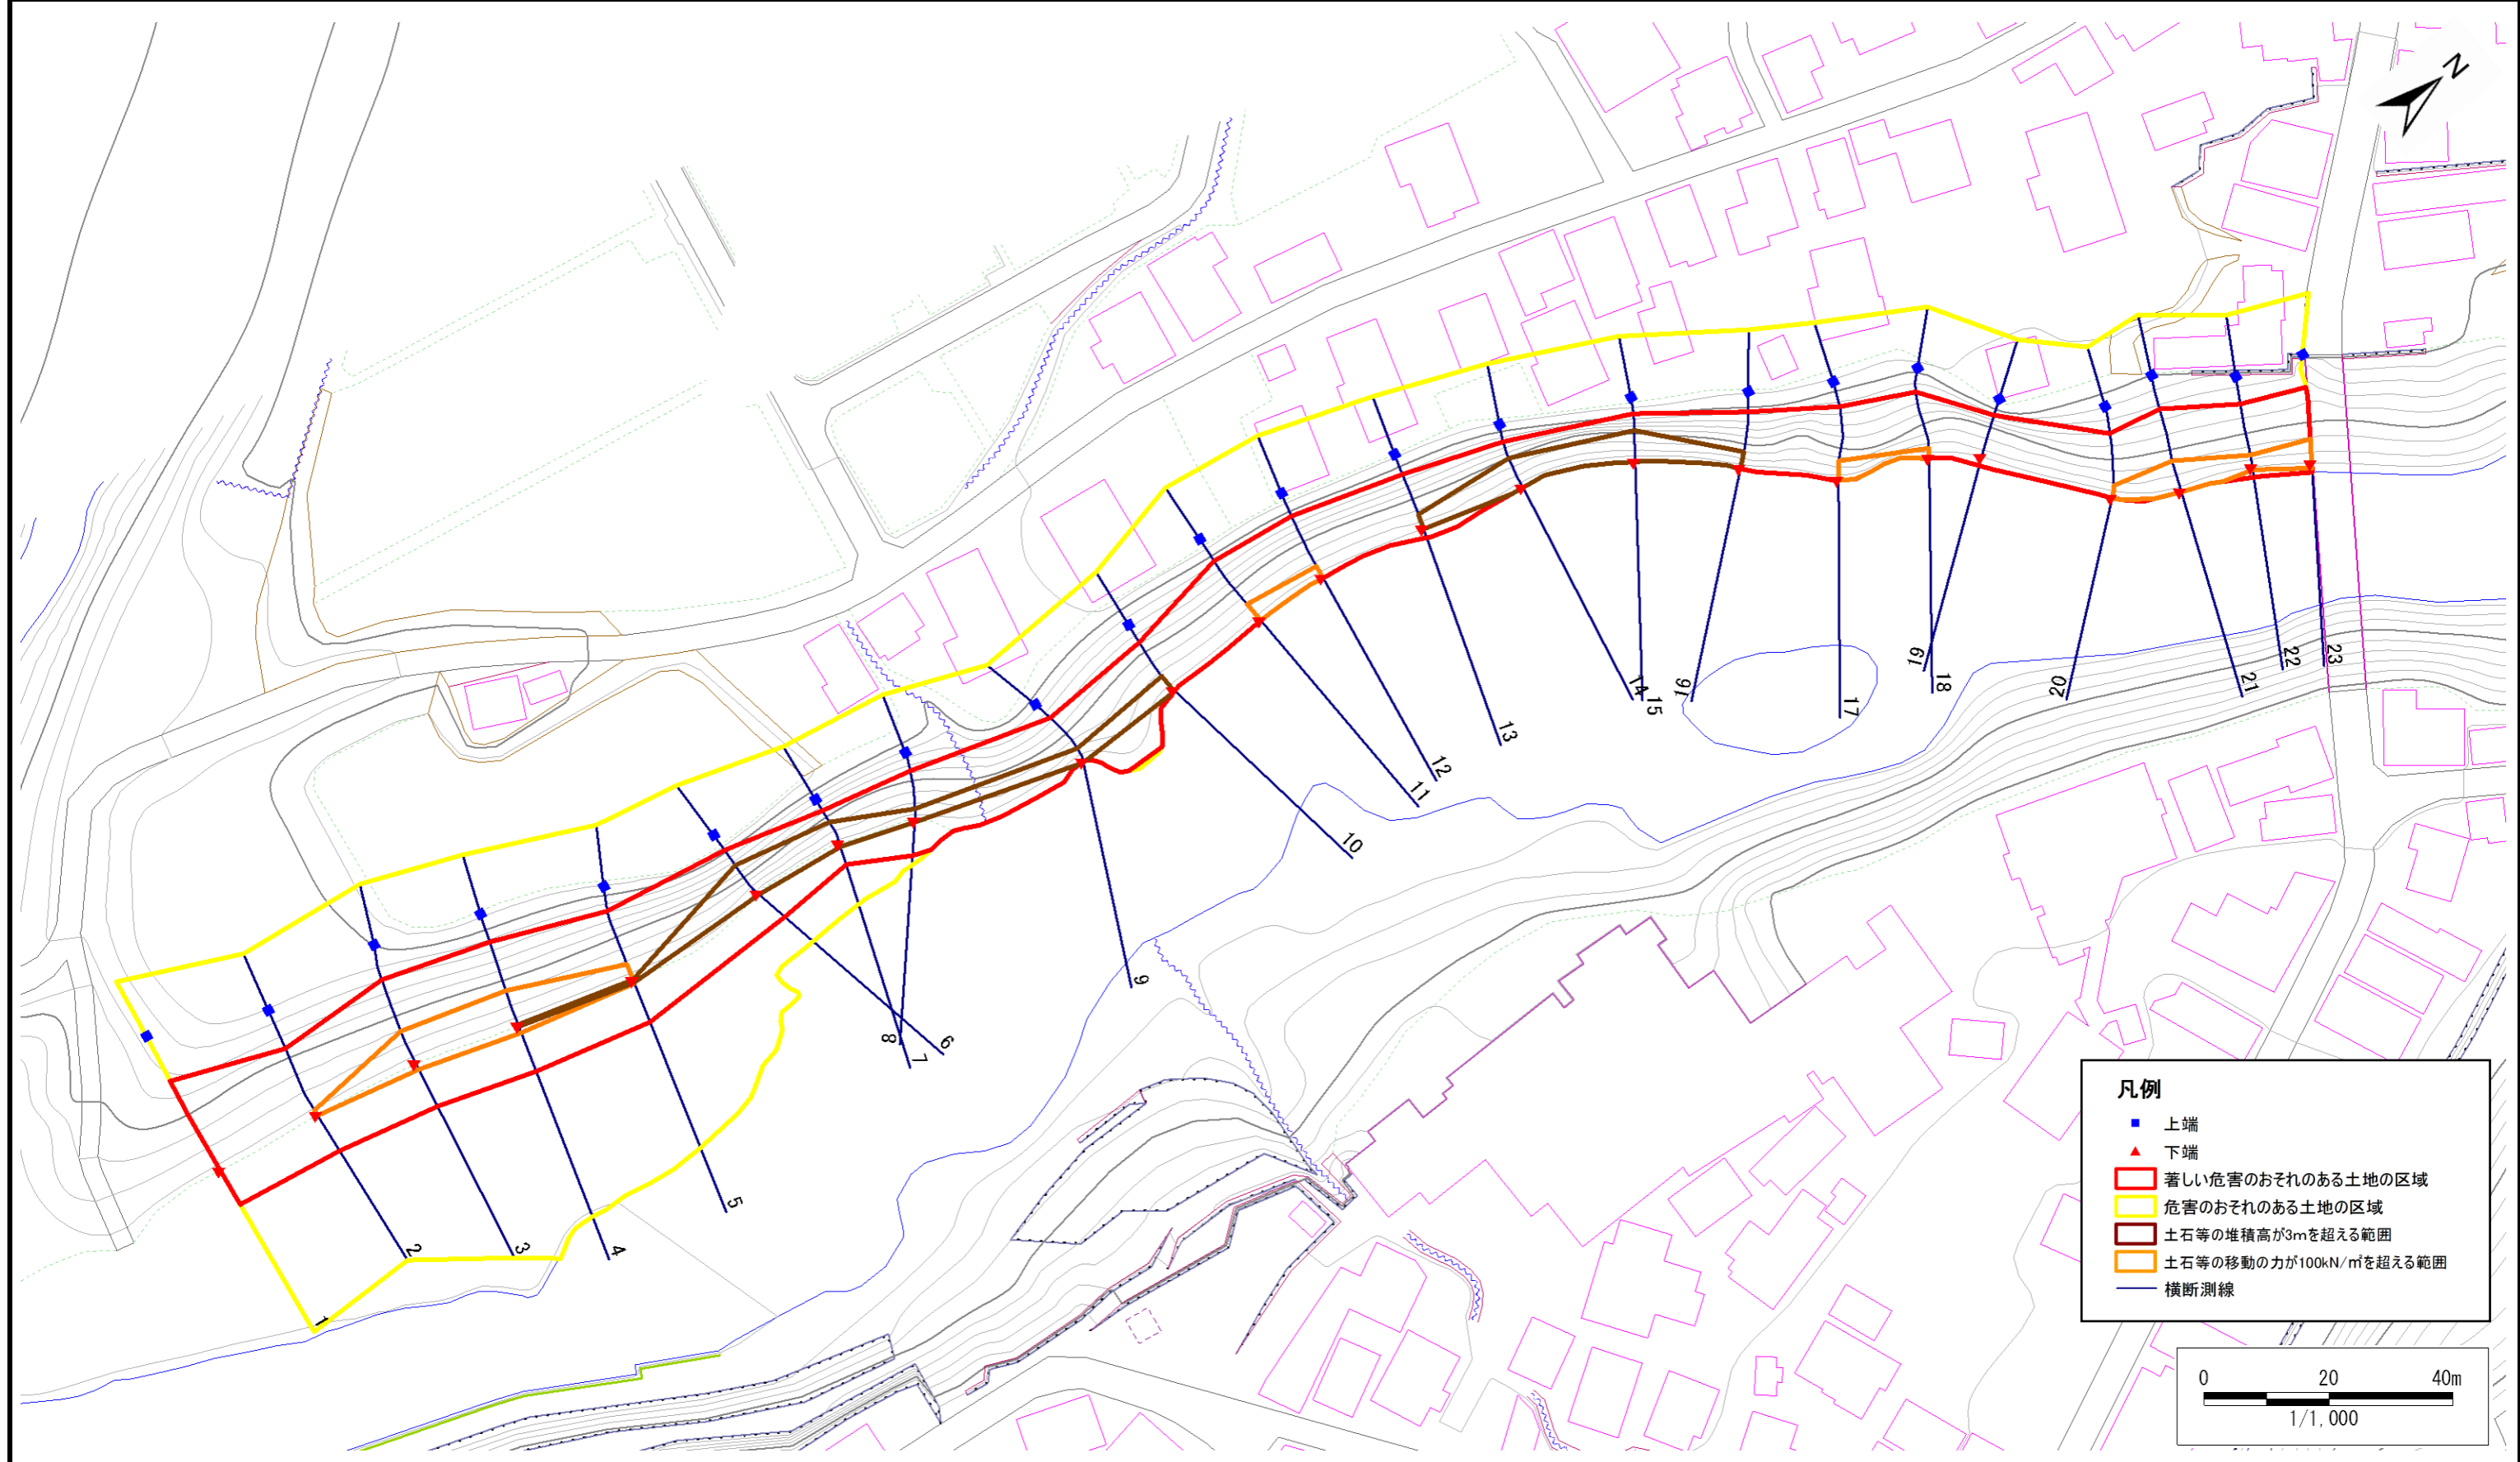 N
1
2
3
4
5
6
7
8
9
10
11
12
13
14
15
16
17
18
19
20
21
22
23
凡例
上端
下端
著しい危害のおそれのある土地の区域
危害のおそれのある土地の区域
土石等の堆積高が3mを超える範囲
土石等の移動の力が100kN/㎡を超える範囲
横断測線
0 20 40m
1/1,000